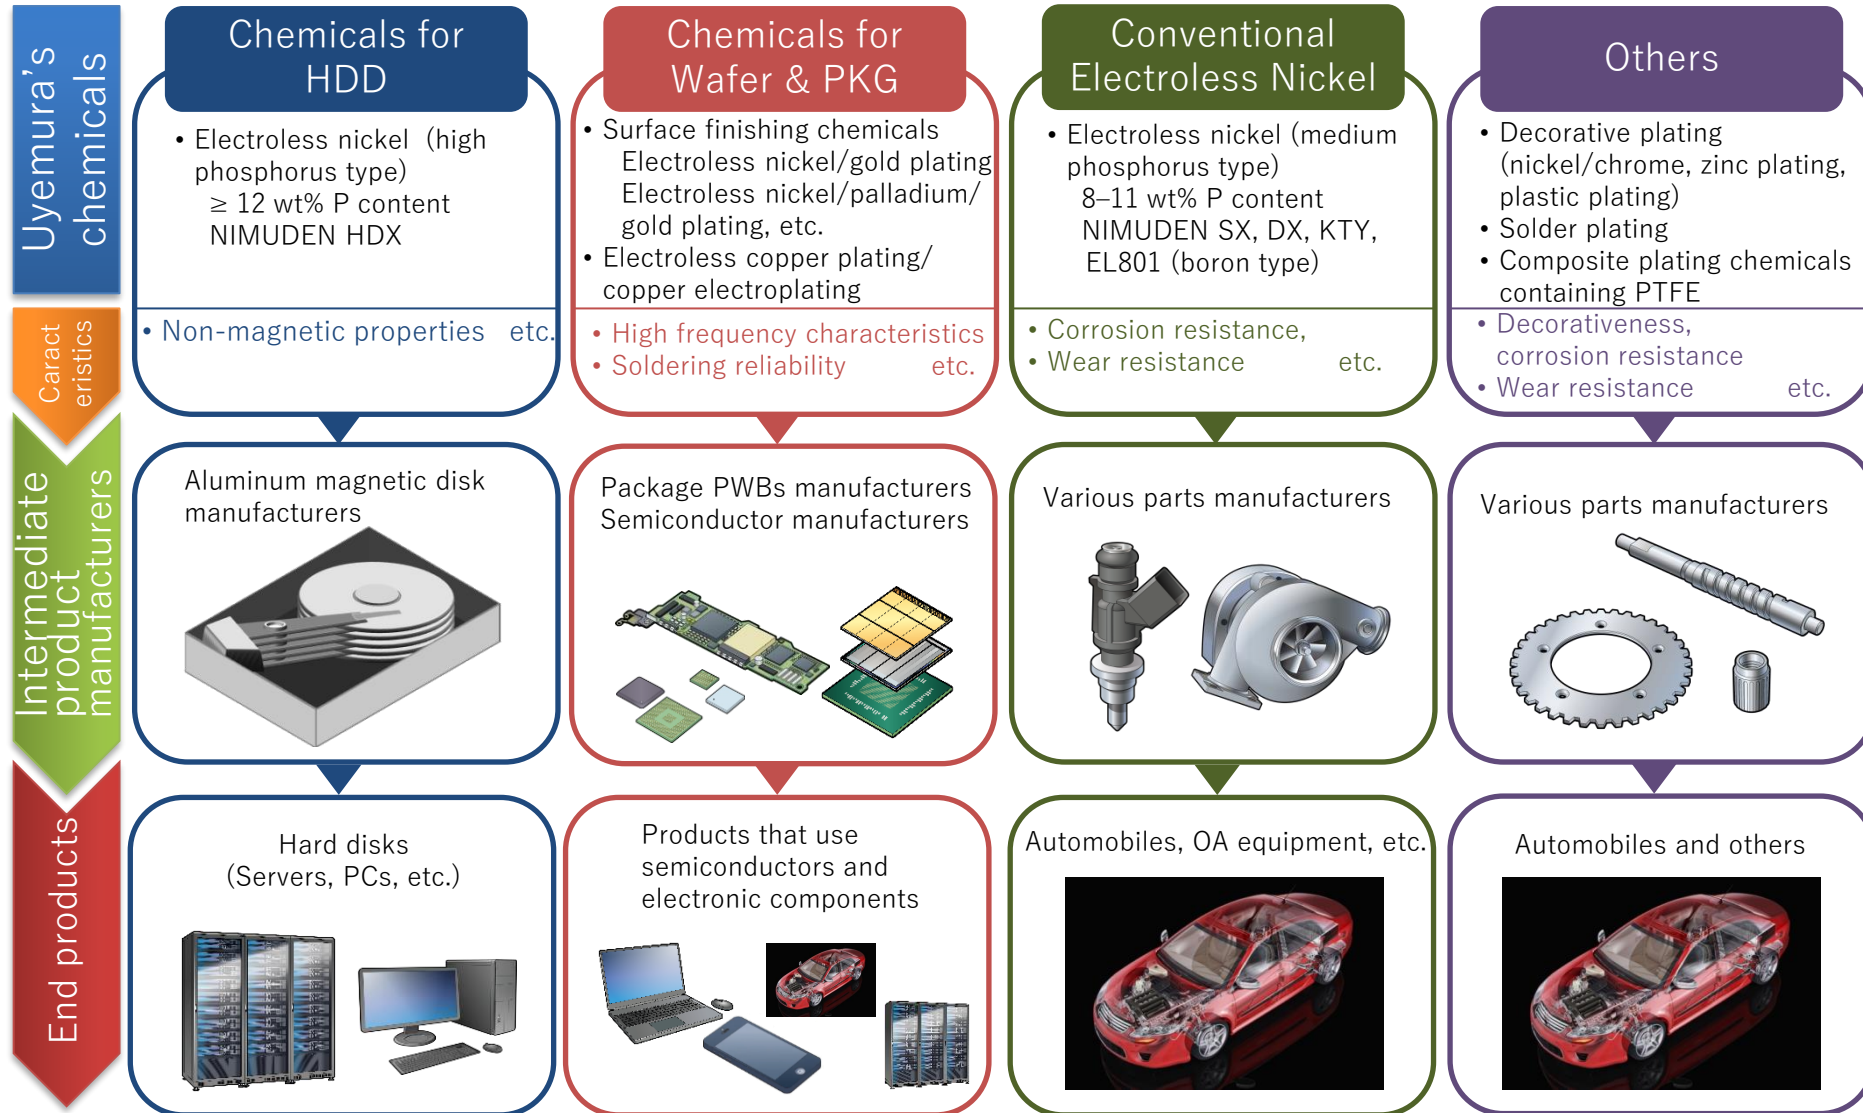 Uyemura's
chemicals
Chemicals for
HDD
• Electroless nickel (high
phosphorus type)
≥ 12 wt% P content
NIMUDEN HDX
Chemicals for
Wafer & PKG
• Surface finishing chemicals
Electroless nickel/gold plating
Electroless nickel/palladium/
gold plating, etc.
• Electroless copper plating/
copper electroplating
Conventional
Electroless Nickel
• Electroless nickel (medium
phosphorus type)
8–11 wt% P content
NIMUDEN SX, DX, KTY,
EL801 (boron type)
Others
• Decorative plating
(nickel/chrome, zinc plating,
plastic plating)
• Solder plating
• Composite plating chemicals
containing PTFE
Caract
eristics
• Non-magnetic properties etc.
• High frequency characteristics
• Soldering reliability etc.
• Corrosion resistance,
• Wear resistance etc.
• Decorativeness,
corrosion resistance
• Wear resistance etc.
Intermediate
product
manufacturers
Aluminum magnetic disk
manufacturers
Package PWBs manufacturers
Semiconductor manufacturers
Various parts manufacturers
Various parts manufacturers
End products
Hard disks
(Servers, PCs, etc.)
Products that use
semiconductors and
electronic components
Automobiles, OA equipment, etc.
Automobiles and others